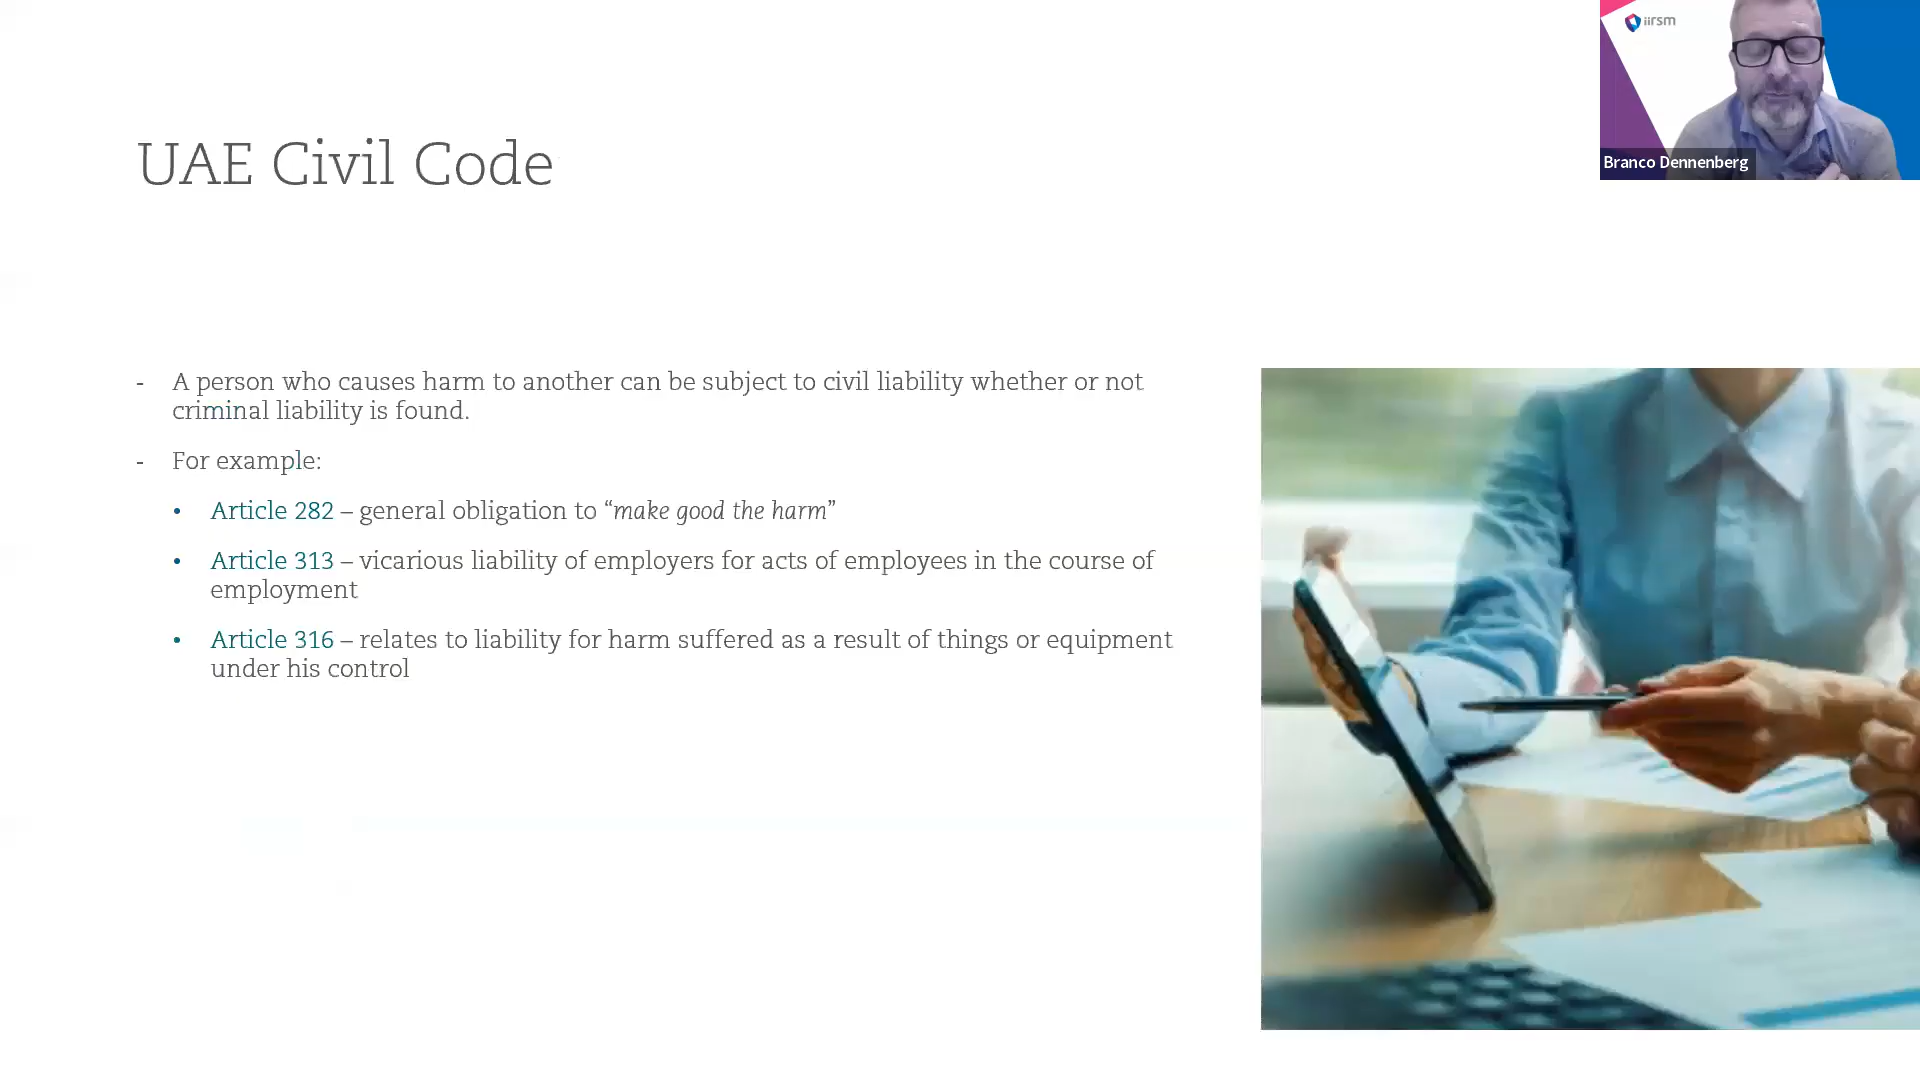 iirsm
Branco Dennenberg
UAE Civil Code
- A person who causes harm to another can be subject to civil liability whether or not
criminal liability is found.
- For example:
• Article 282 – general obligation to “make good the harm”
• Article 313 – vicarious liability of employers for acts of employees in the course of
employment
• Article 316 – relates to liability for harm suffered as a result of things or equipment
under his control